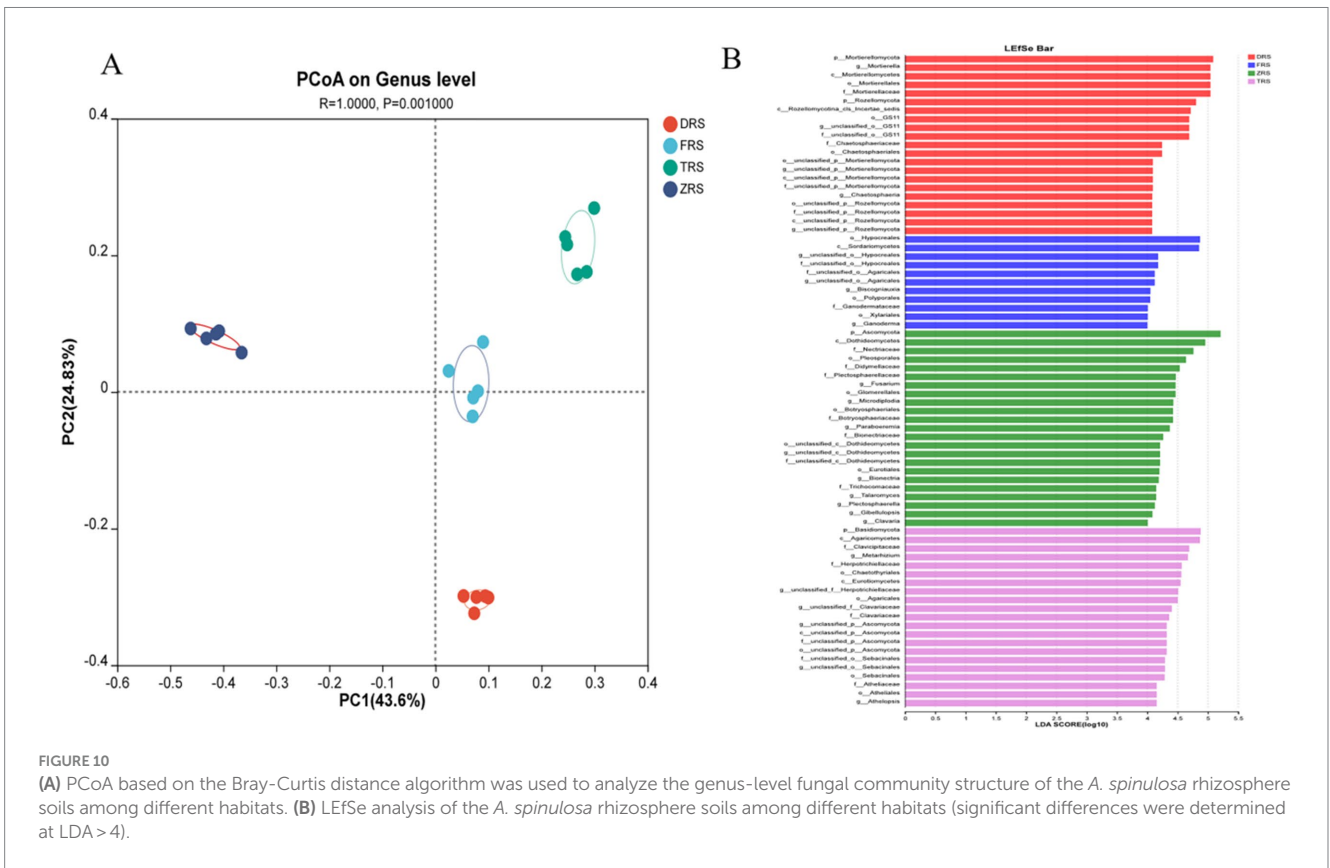 A
PCoA on Genus level
R=1.0000, P=0.001000
DRS
FRS
TRS
ZRS
0.4
0.2
0
-0.2
-0.4
PC2(24.83%)
-0.6
-0.5
-0.4
-0.3
-0.2
-0.1
0
0.1
0.2
0.3
0.4
PC1(43.6%)
B
LEfSe Bar
DRS
FRS
ZRS
TRS
p__Mortierellomycota
g__Mortierella
c__Mortierellomycetes
o__Mortierellales
f__Mortierellaceae
p__Rozellomycota
c__Rozellomycotina_cls_Incertae_sedis
o__GS11
g__unclassified_o__GS11
f__unclassified_o__GS11
f__Chaetosphaeriaceae
o__Chaetosphaeriales
o__unclassified_p__Mortierellomycota
g__unclassified_p__Mortierellomycota
c__unclassified_p__Mortierellomycota
f__unclassified_p__Mortierellomycota
g__Chaetosphaeria
o__unclassified_p__Rozellomycota
f__unclassified_p__Rozellomycota
c__unclassified_p__Rozellomycota
g__unclassified_p__Rozellomycota
o__Hypocreales
c__Sordariomycetes
g__unclassified_o__Hypocreales
f__unclassified_o__Hypocreales
f__unclassified_o__Agaricales
g__unclassified_o__Agaricales
g__Biscogniauxia
o__Polyporales
f__Ganodermataceae
o__Xylariales
g__Ganoderma
p__Ascomycota
c__Dothideomycetes
f__Nectriaceae
o__Pleosporales
f__Didymellaceae
f__Plectosphaerellaceae
g__Fusarium
o__Glomerellales
g__Microdiplodia
o__Botryosphaeriales
f__Botryosphaeriaceae
g__Paraboeremia
f__Bionectriaceae
o__unclassified_c__Dothideomycetes
g__unclassified_c__Dothideomycetes
f__unclassified_c__Dothideomycetes
o__Eurotiales
g__Bionectria
f__Trichocomaceae
g__Talaromyces
g__Plectosphaerella
g__Gibellulopsis
g__Clavaria
p__Basidiomycota
c__Agaricomycetes
f__Clavicipitaceae
g__Metarhizium
f__Herpotrichiellaceae
o__Chaetothyriales
c__Eurotiomycetes
g__unclassified_f__Herpotrichiellaceae
o__Agaricales
g__unclassified_f__Clavariaceae
f__Clavariaceae
g__unclassified_p__Ascomycota
c__unclassified_p__Ascomycota
f__unclassified_p__Ascomycota
o__unclassified_p__Ascomycota
f__unclassified_o__Sebacinales
g__unclassified_o__Sebacinales
o__Sebacinales
f__Atheliaceae
o__Atheliales
g__Athelopsis
0
0.5
1
1.5
2
2.5
3
3.5
4
4.5
5
5.5
LDA SCORE(log10)
FIGURE 10
(A) PCoA based on the Bray-Curtis distance algorithm was used to analyze the genus-level fungal community structure of the A. spinulosa rhizosphere
soils among different habitats. (B) LEfSe analysis of the A. spinulosa rhizosphere soils among different habitats (significant differences were determined
at LDA > 4).